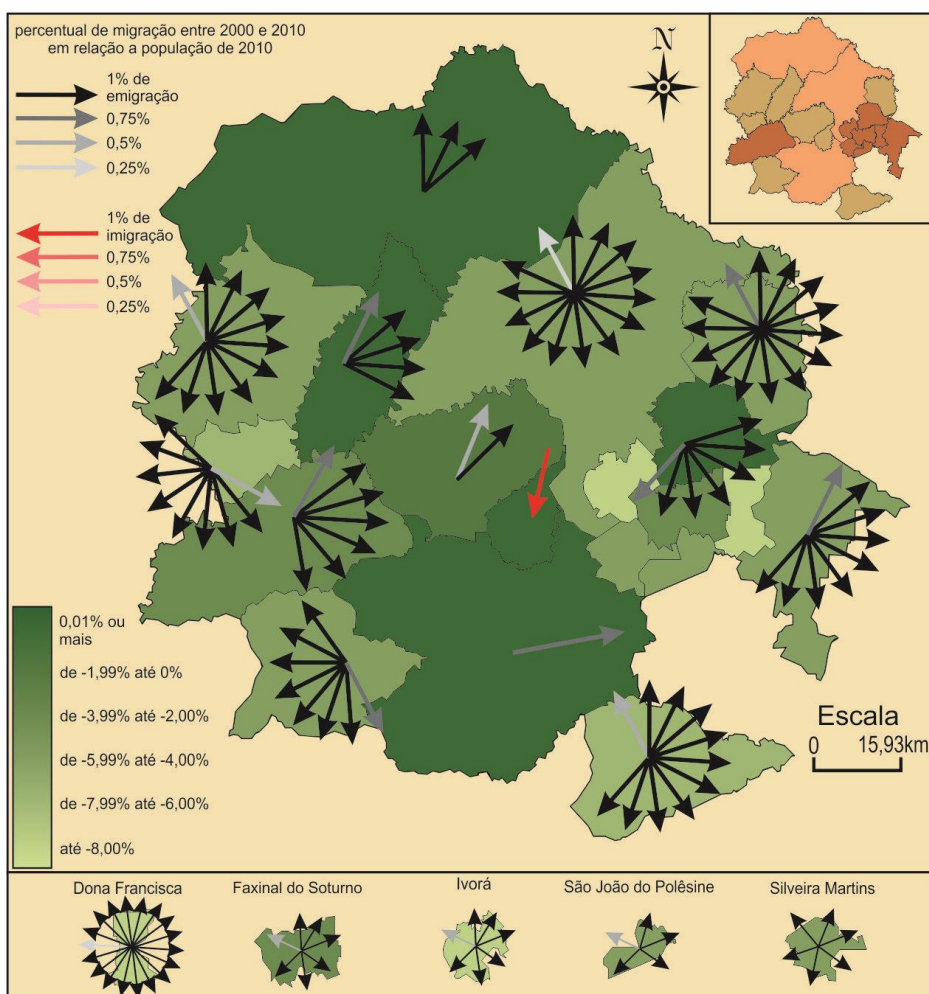 percentual de migração entre 2000 e 2010
em relação a população de 2010
1% de
emigração
0,75%
0,5%
0,25%
1% de
imigração
0,75%
0,5%
0,25%
N
0,01% ou
mais
de -1,99% até 0%
de -3,99% até -2,00%
de -5,99% até -4,00%
de -7,99% até -6,00%
até -8,00%
Escala
0 15,93km
Dona Francisca
Faxinal do Soturno
Ivorá
São João do Polêsine
Silveira Martins